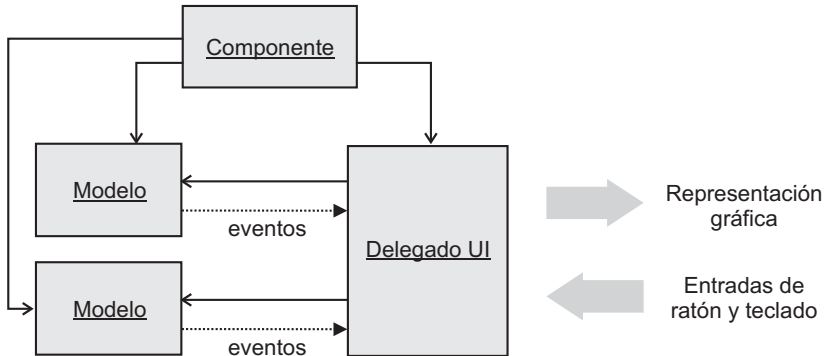 Componente
Modelo
eventos
Delegado UI
Representación
gráfica
Modelo
eventos
Entradas de
ratón y teclado